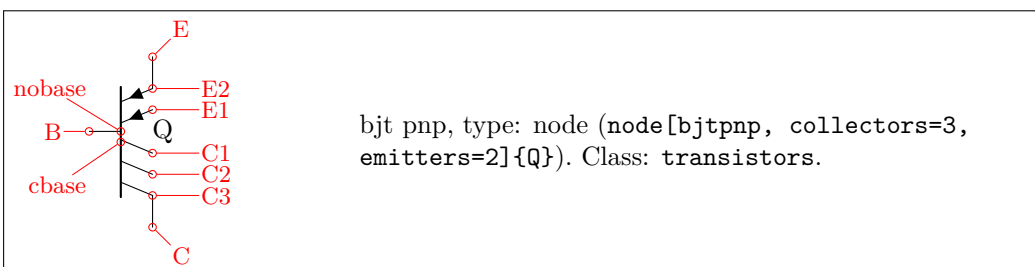 E
nobase
E2
E1
B
Q
C1
C2
cbase
C3
C
bjt pnp, type: node (node[bjtpnp, collectors=3,
emitters=2]{Q}). Class: transistors.